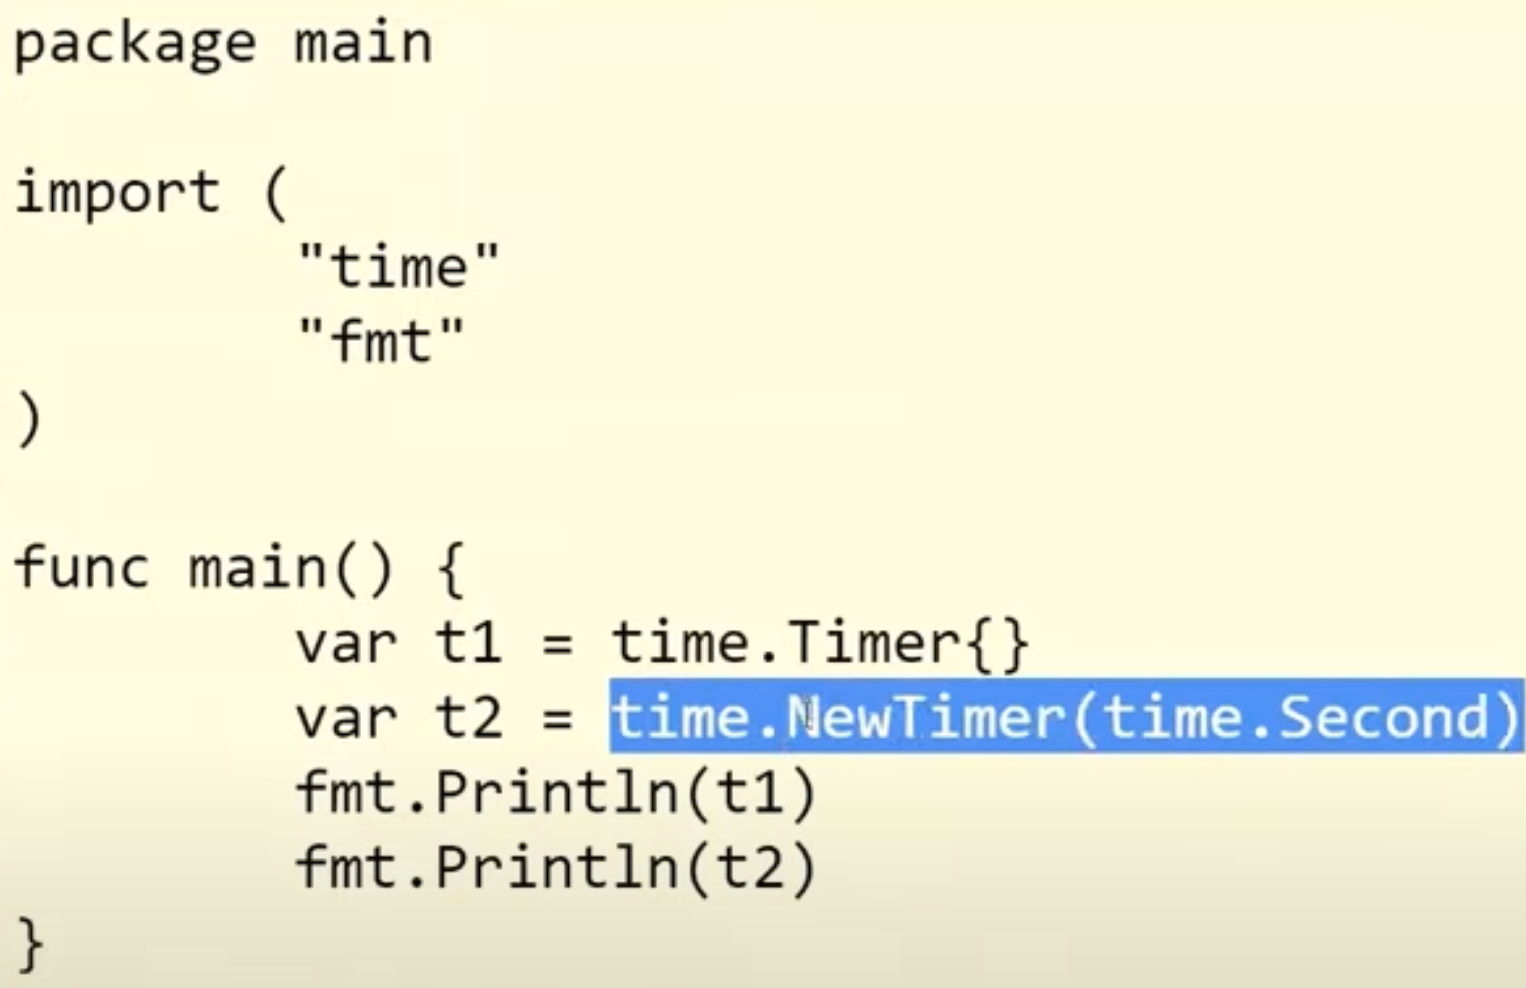 package main
import (
"time"
"fmt"
)
func main() {
var t1 = time.Timer{}
var t2 = time.NewTimer(time.Second)
fmt.Println(t1)
fmt.Println(t2)
}